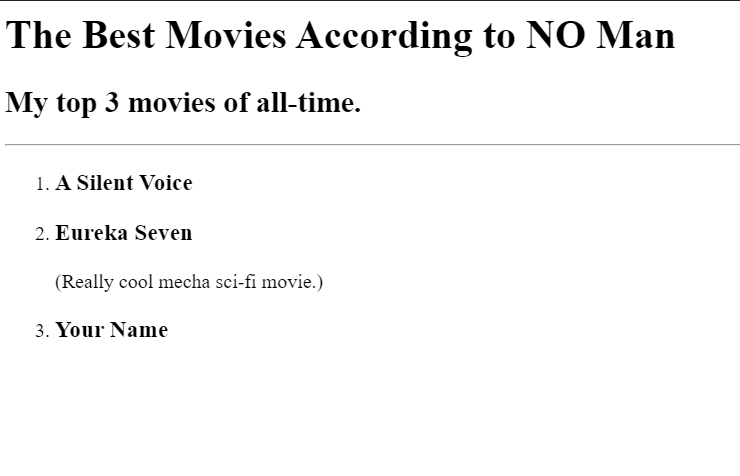 The Best Movies According to NO Man
My top 3 movies of all-time.
1. A Silent Voice
2. Eureka Seven
(Really cool mecha sci-fi movie.)
3. Your Name